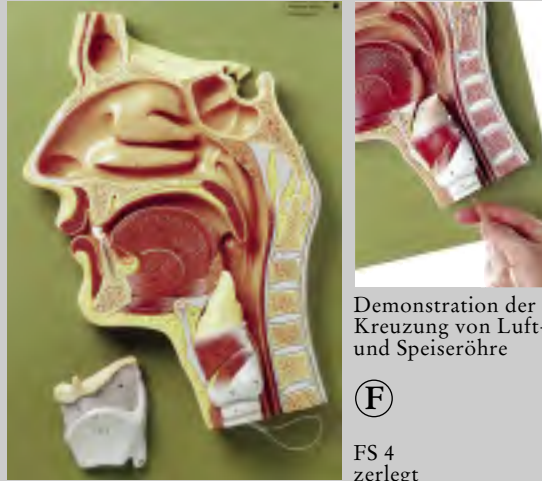 Demonstration der
Kreuzung von Luft-
und Speiseröhre
F
FS 4
zerlegt